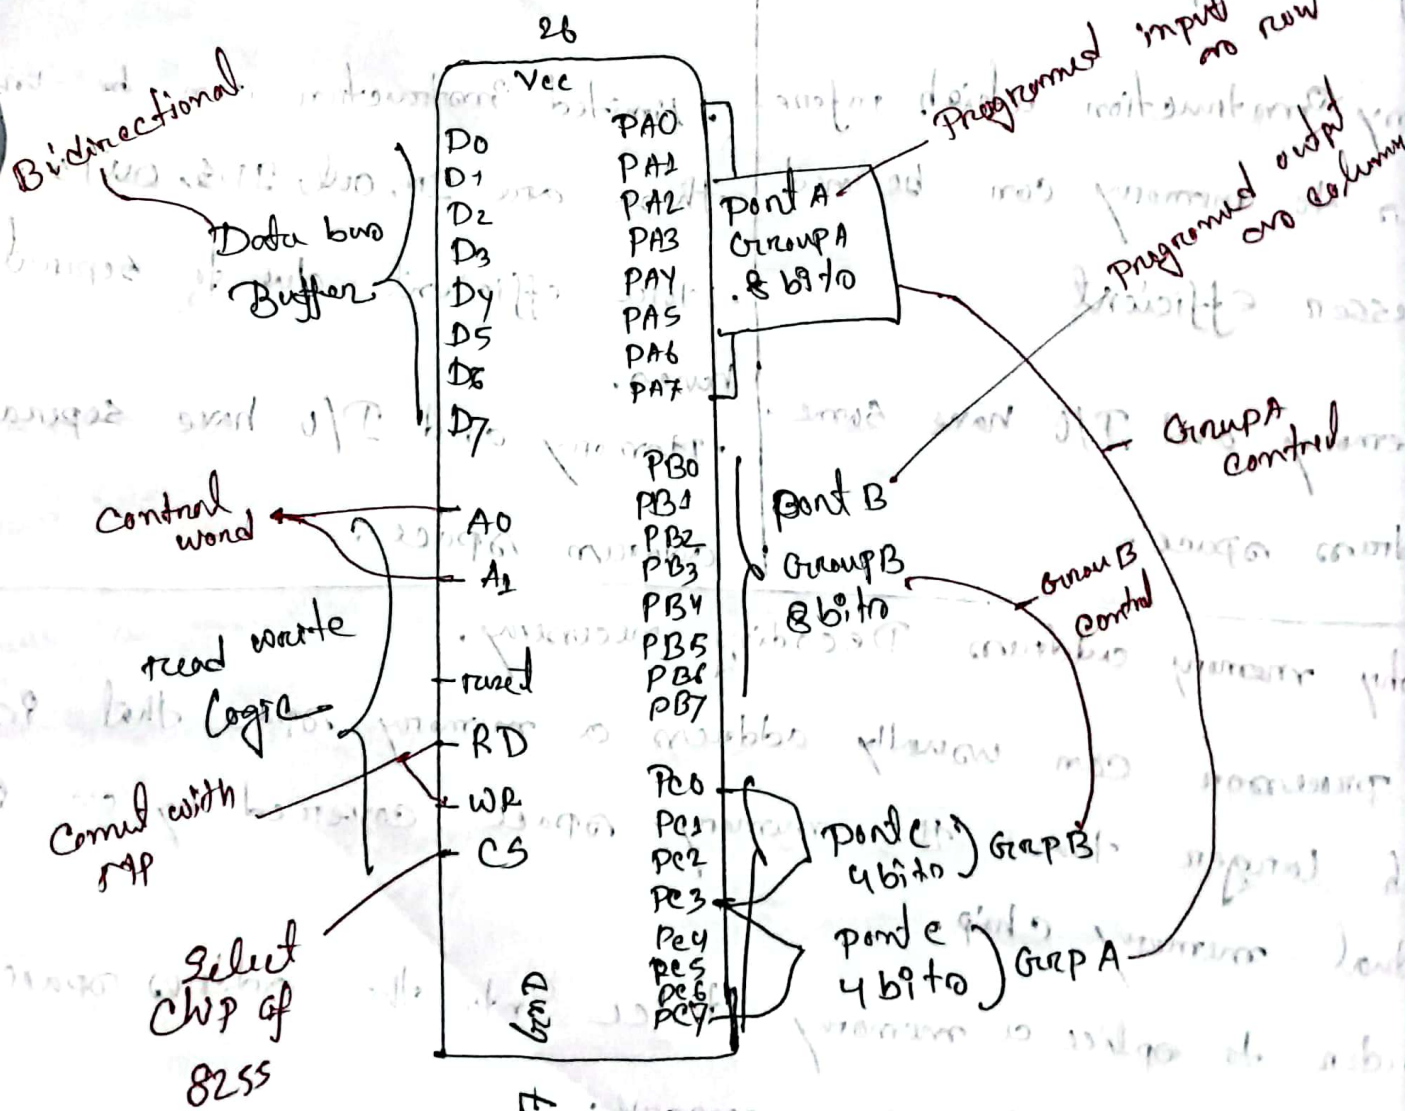 26
Vcc
Bidirectional
Data bus
Buffer
D0
D1
D2
D3
D4
D5
D6
D7
PA0
PA1
PA2
PA3
PA4
PA5
PA6
PA7
Programmed input
as row
Port A
Group A
8 bits
Programmed output
as column
PB0
PB1
PB2
PB3
PB4
PB5
PB6
PB7
Port B
Group B
8 bits
Group A
Control
Grou B
Control
Control
word
A0
A1
read write
Logic
reset
RD
WR
CS
with
MP
Select
Chip of
8255
PC0
PC1
PC2
PC3
PC4
PC5
PC6
PC7
Port C
4 bits
Grp B
Port C
4 bits
Grp A
Gnd
7